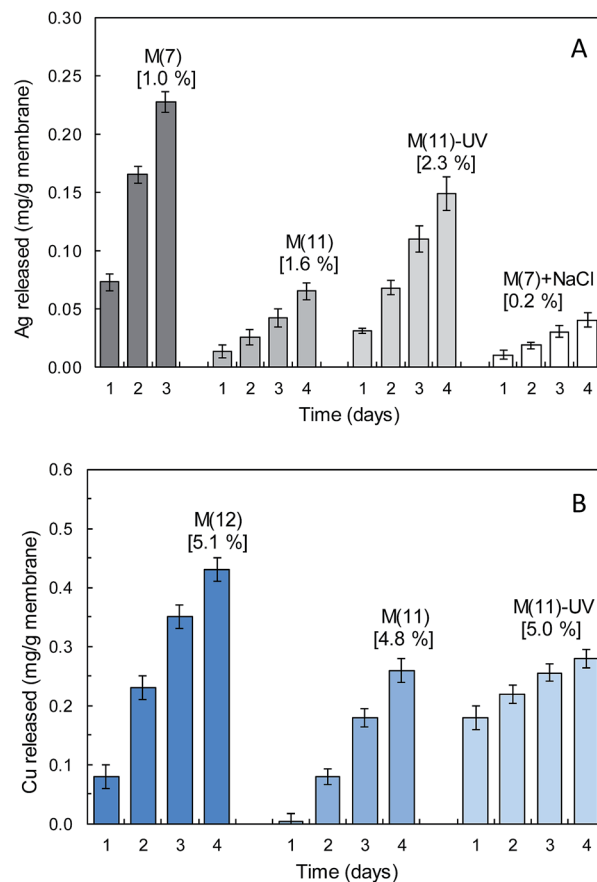 A
0.30
0.25
0.20
0.15
0.10
0.05
0.00
Ag released (mg/g membrane)
M(7)
[1.0 %]
M(11)
[1.6 %]
M(11)-UV
[2.3 %]
M(7)+NaCl
[0.2 %]
1 2 3 1 2 3 4 1 2 3 4 1 2 3 4
Time (days)
B
0.6
0.5
0.4
0.3
0.2
0.1
0.0
Cu released (mg/g membrane)
M(12)
[5.1 %]
M(11)
[4.8 %]
M(11)-UV
[5.0 %]
1 2 3 4 1 2 3 4 1 2 3 4
Time (days)